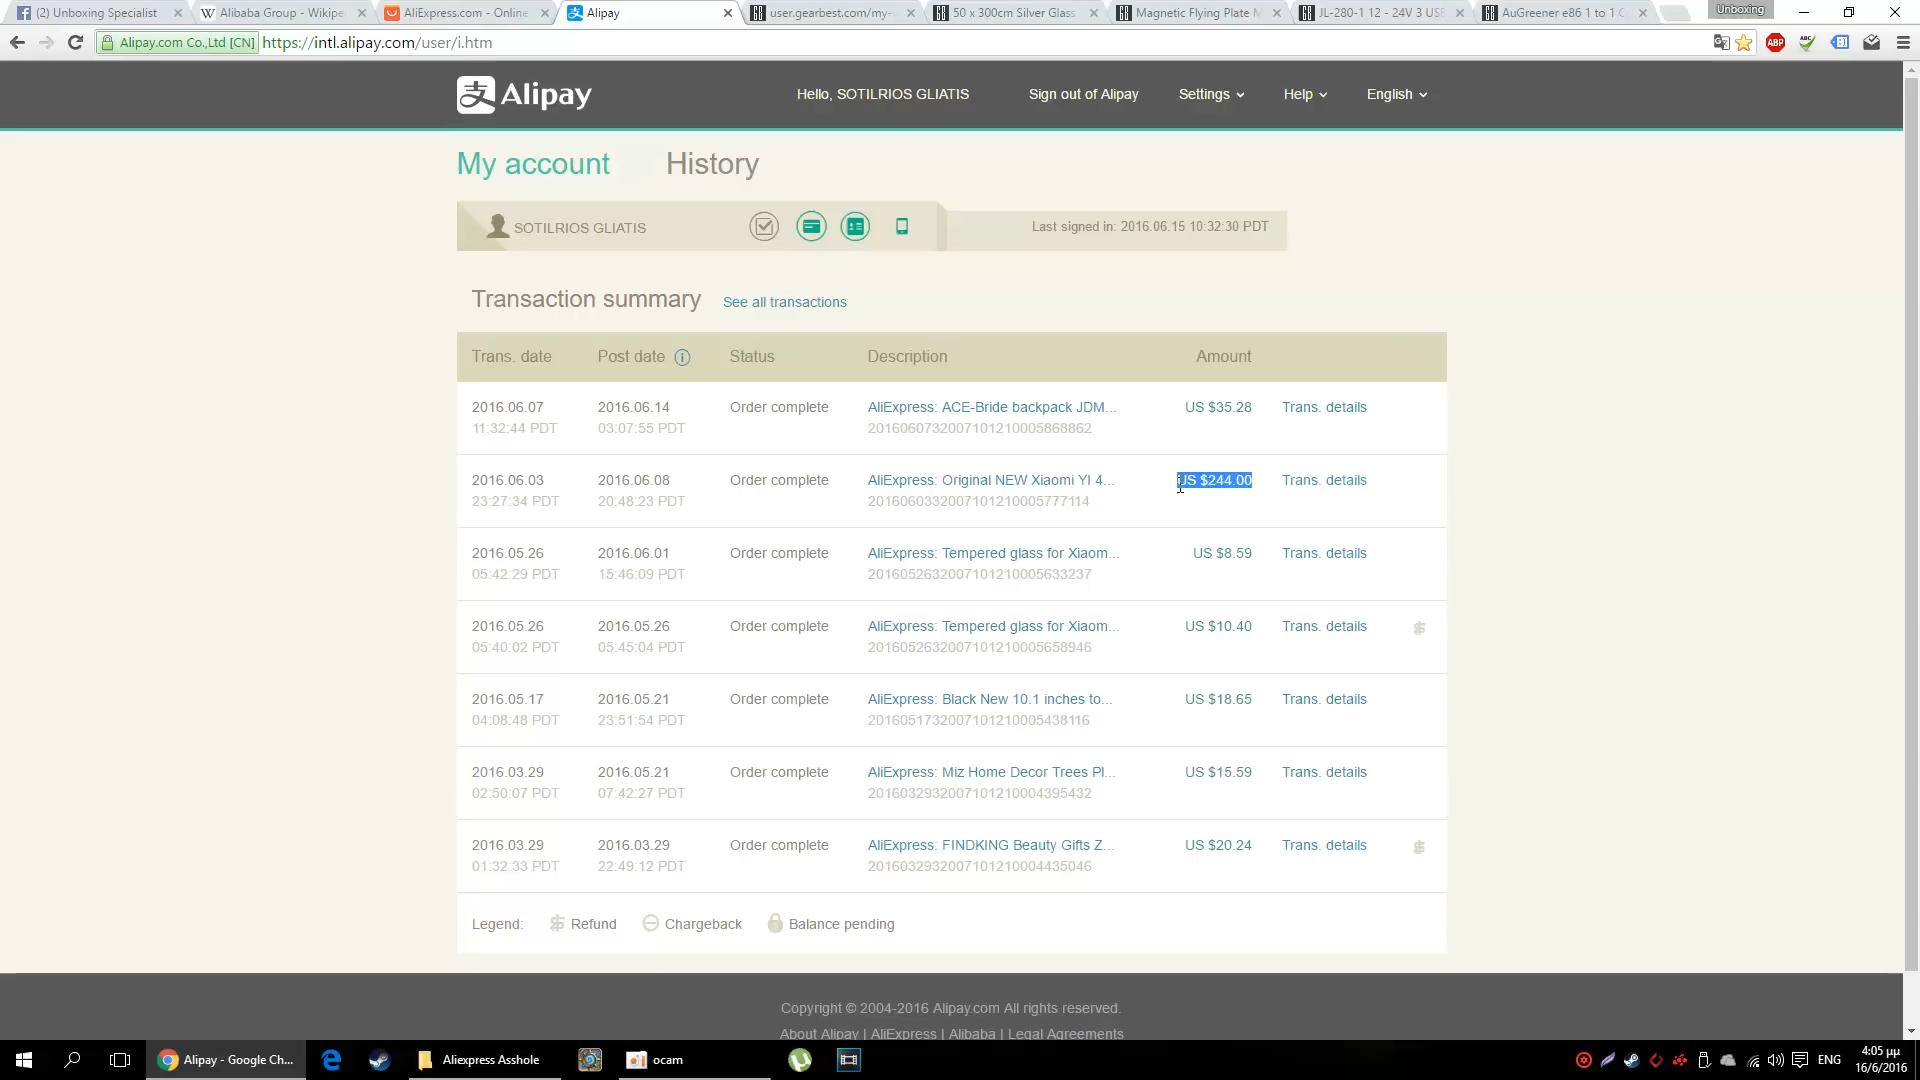 (2) Unboxing Specialist
Alibaba Group - Wikipe
AliExpress.com - Online
Alipay
user.gearbest.com/my-
50 x 300cm Silver Glass
Magnetic Flying Plate M
JL-280-1 12 - 24V 3 USB
AuGreener e86 1 to 1 C
Unboxing
Alipay.com Co.,Ltd [CN]
https://intl.alipay.com/user/i.htm
ABP
ABC
支 Alipay
Hello, SOTILRIOS GLIATIS
Sign out of Alipay
Settings
Help
English
My account
History
SOTILRIOS GLIATIS
Last signed in: 2016.06.15 10:32:30 PDT
Transaction summary
See all transactions
Trans. date Post date Status Description Amount
2016.06.07 2016.06.14 Order complete AliExpress: ACE-Bride backpack JDM... US $35.28 Trans. details
11:32:44 PDT 03:07:55 PDT 20160607320071012100058​68862
2016.06.03 2016.06.08 Order complete AliExpress: Original NEW Xiaomi YI 4... US $244.00 Trans. details
23:27:34 PDT 20:48:23 PDT 2016060332007101210005777114
2016.05.26 2016.06.01 Order complete AliExpress: Tempered glass for Xiaom... US $8.59 Trans. details
05:42:29 PDT 15:46:09 PDT 2016052632007101210005633237
2016.05.26 2016.05.26 Order complete AliExpress: Tempered glass for Xiaom... US $10.40 Trans. details
05:40:02 PDT 05:45:04 PDT 2016052632007101210005658946
2016.05.17 2016.05.21 Order complete AliExpress: Black New 10.1 inches to... US $18.65 Trans. details
04:08:48 PDT 23:51:54 PDT 2016051732007101210005438116
2016.03.29 2016.05.21 Order complete AliExpress: Miz Home Decor Trees Pl... US $15.59 Trans. details
02:50:07 PDT 07:42:27 PDT 2016032932007101210004395432
2016.03.29 2016.03.29 Order complete AliExpress: FINDKING Beauty Gifts Z... US $20.24 Trans. details
01:32:33 PDT 22:49:12 PDT 2016032932007101210004435046
Legend: Refund Chargeback Balance pending
Copyright © 2004-2016 Alipay.com All rights reserved.
About Alipay | AliExpress | Alibaba | Legal Agreements
Alipay - Google Ch...
Aliexpress Asshole
ocam
ENG
4:05 μμ
16/6/2016